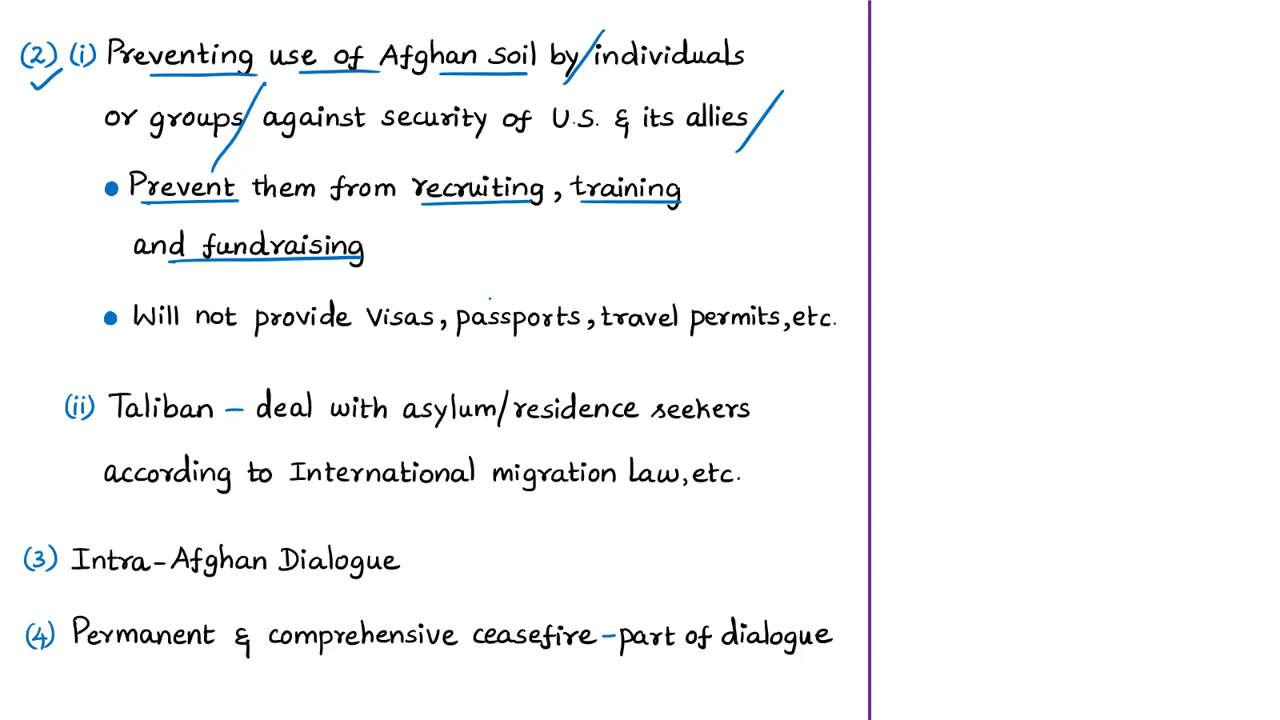 (2) (i) Preventing use of Afghan soil by/individuals
or groups/ against security of U.S. & its allies/
• Prevent them from recruiting, training
and fundraising
• Will not provide visas, passports, travel permits, etc.
(ii) Taliban - deal with asylum/residence seekers
according to International migration law, etc.
(3) Intra-Afghan Dialogue
(4) Permanent & comprehensive ceasefire-part of dialogue